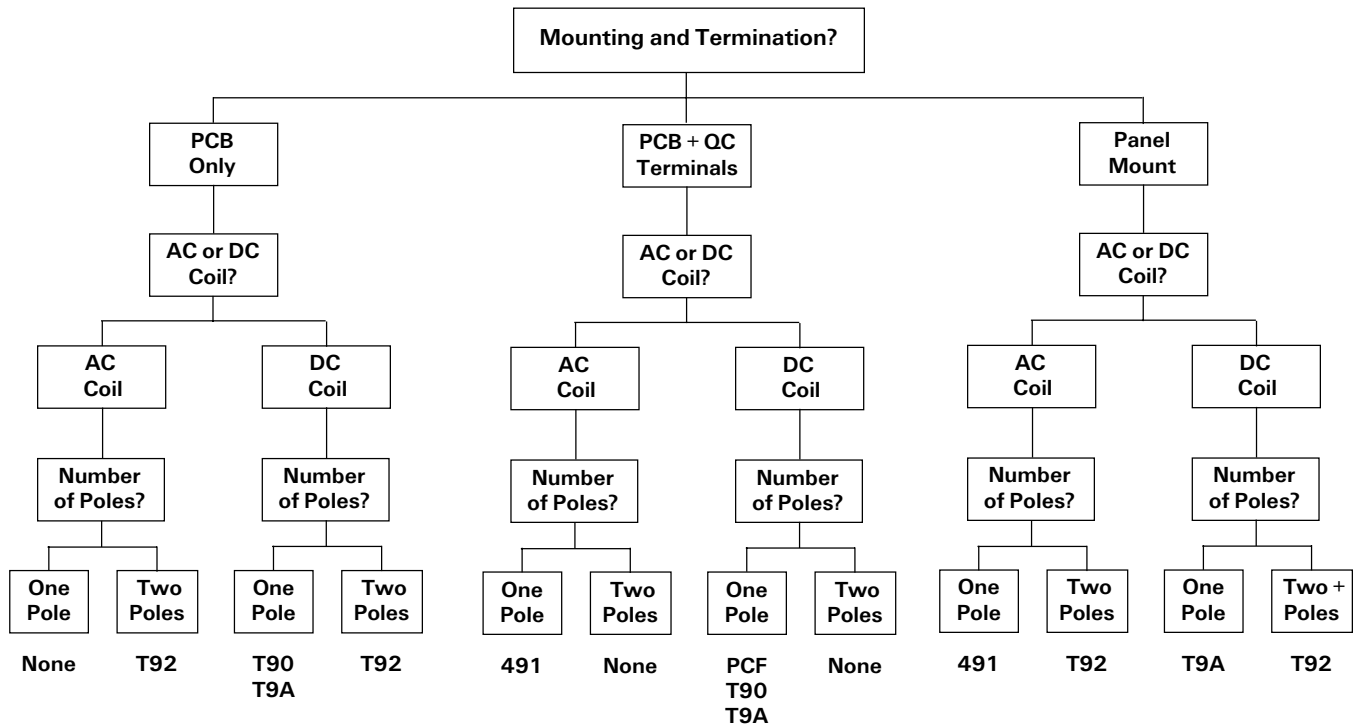 Mounting and Termination?
PCB
Only
PCB + QC
Terminals
Panel
Mount
AC or DC
Coil?
AC or DC
Coil?
AC or DC
Coil?
AC
Coil
DC
Coil
AC
Coil
DC
Coil
AC
Coil
DC
Coil
Number
of Poles?
Number
of Poles?
Number
of Poles?
Number
of Poles?
Number
of Poles?
Number
of Poles?
One
Pole
Two
Poles
One
Pole
Two
Poles
One
Pole
Two
Poles
One
Pole
Two
Poles
One
Pole
Two
Poles
One
Pole
Two +
Poles
None
T92
T90
T9A
T92
491
None
PCF
T90
T9A
None
491
T92
T9A
T92